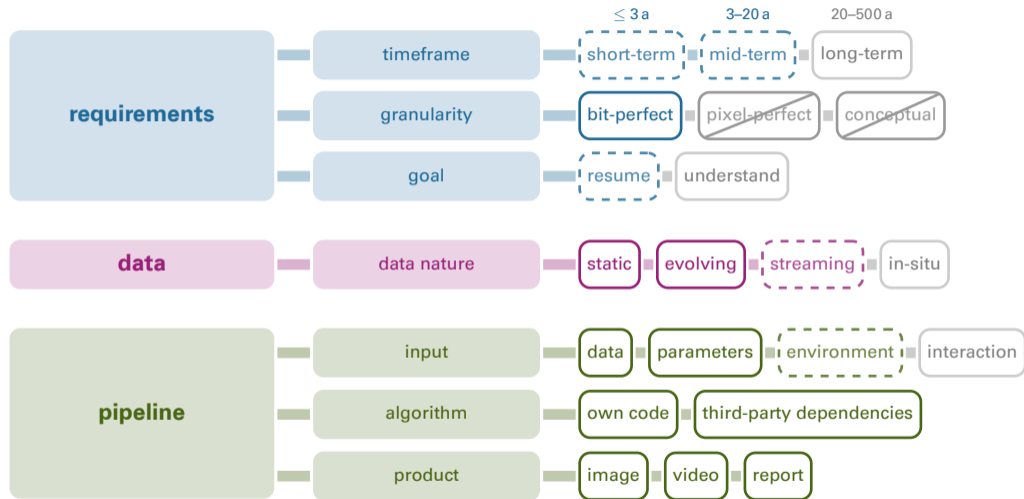 ≤ 3 a 3–20 a 20–500 a
requirements
timeframe short-term mid-term long-term
granularity bit-perfect pixel-perfect conceptual
goal resume understand
data data nature static evolving streaming in-situ
pipeline
input data parameters environment interaction
algorithm own code third-party dependencies
product image video report